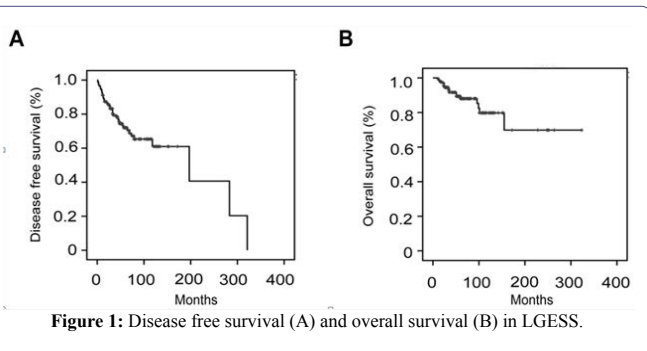 A
B
Disease free survival (%)
1.0
0.8
0.6
0.4
0.2
0
0 100 200 300 400
Months
Overall survival (%)
1.0
0.8
0.6
0.4
0.2
0
0 100 200 300 400
Months
Figure 1: Disease free survival (A) and overall survival (B) in LGESS.